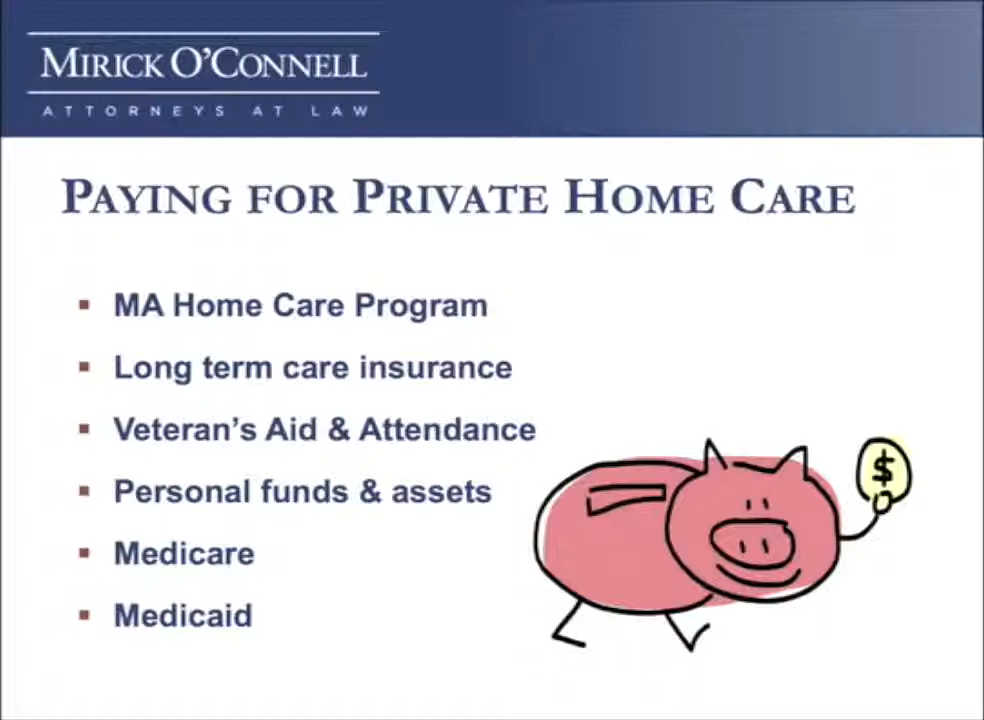 MIRICK O'CONNELL
ATTORNEYS AT LAW
PAYING FOR PRIVATE HOME CARE
▪ MA Home Care Program
▪ Long term care insurance
▪ Veteran’s Aid & Attendance
▪ Personal funds & assets
▪ Medicare
▪ Medicaid
$